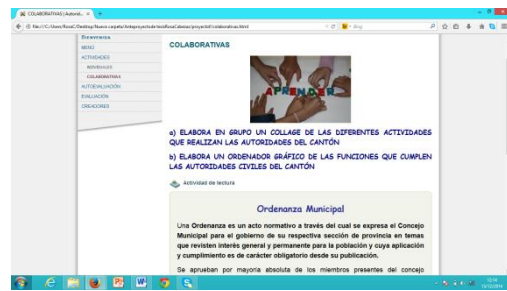 COLABORATIVAS | Autorid...
Bienvenida
MENÚ
ACTIVIDADES
INDIVIDUALES
COLABORATIVAS
AUTOEVALUACIÓN
EVALUACIÓN
CREADORES
COLABORATIVAS
APRENDER
a) ELABORA EN GRUPO UN COLLAGE DE LAS DIFERENTES ACTIVIDADES
QUE REALIZAN LAS AUTORIDADES DEL CANTÓN
b) ELABORA UN ORDENADOR GRÁFICO DE LAS FUNCIONES QUE CUMPLEN
LAS AUTORIDADES CIVILES DEL CANTÓN
Actividad de lectura
Ordenanza Municipal
Una Ordenanza es un acto normativo a través del cual se expresa el Concejo
Municipal para el gobierno de su respectiva sección de provincia en temas
que revisten interés general y permanente para la población y cuya aplicación
y cumplimiento es de carácter obligatorio desde su publicación.
Se aprueban por mayoría absoluta de los miembros presentes del concejo